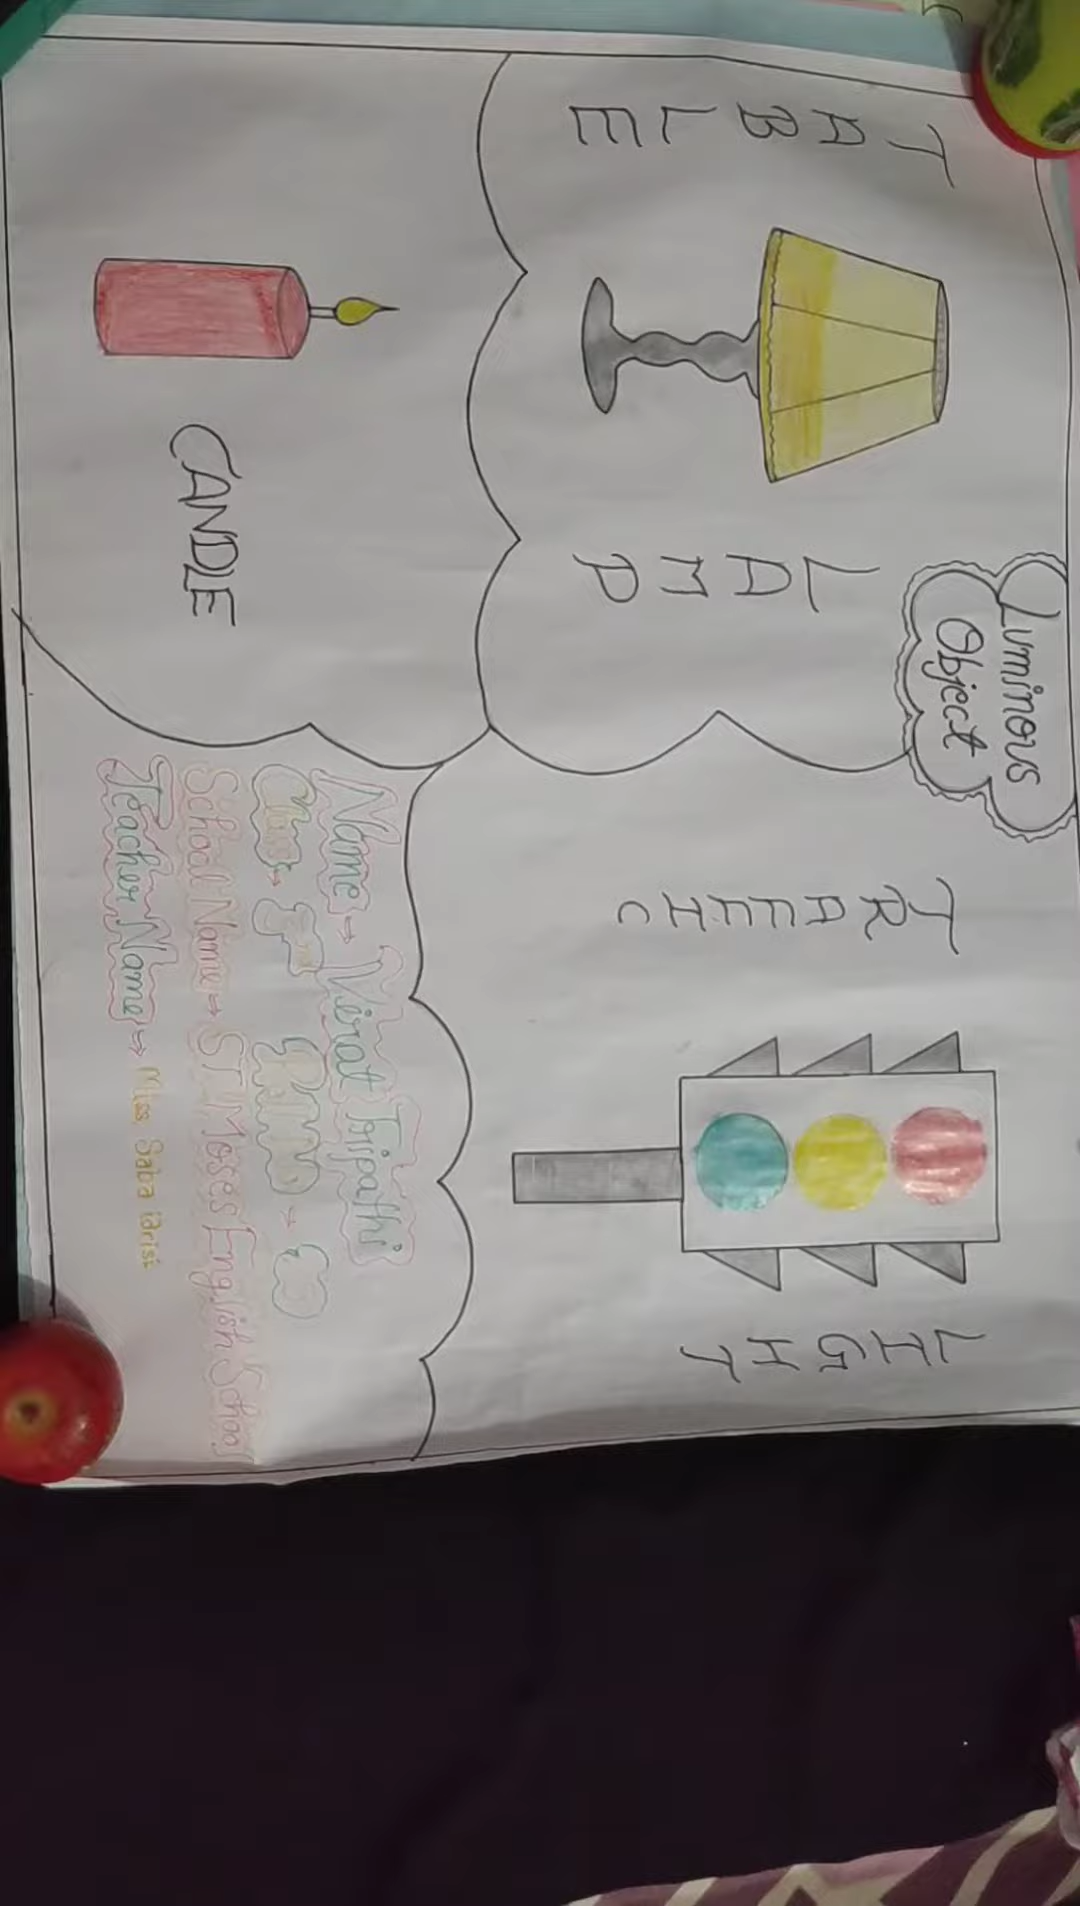 Luminous
Object
TABLE
LAMP
TRAFFIC
LIGHT
CANDLE
Name → Virat Tripathi
Class →
School Name → ST Moses English School
Teacher Name → Miss Saba